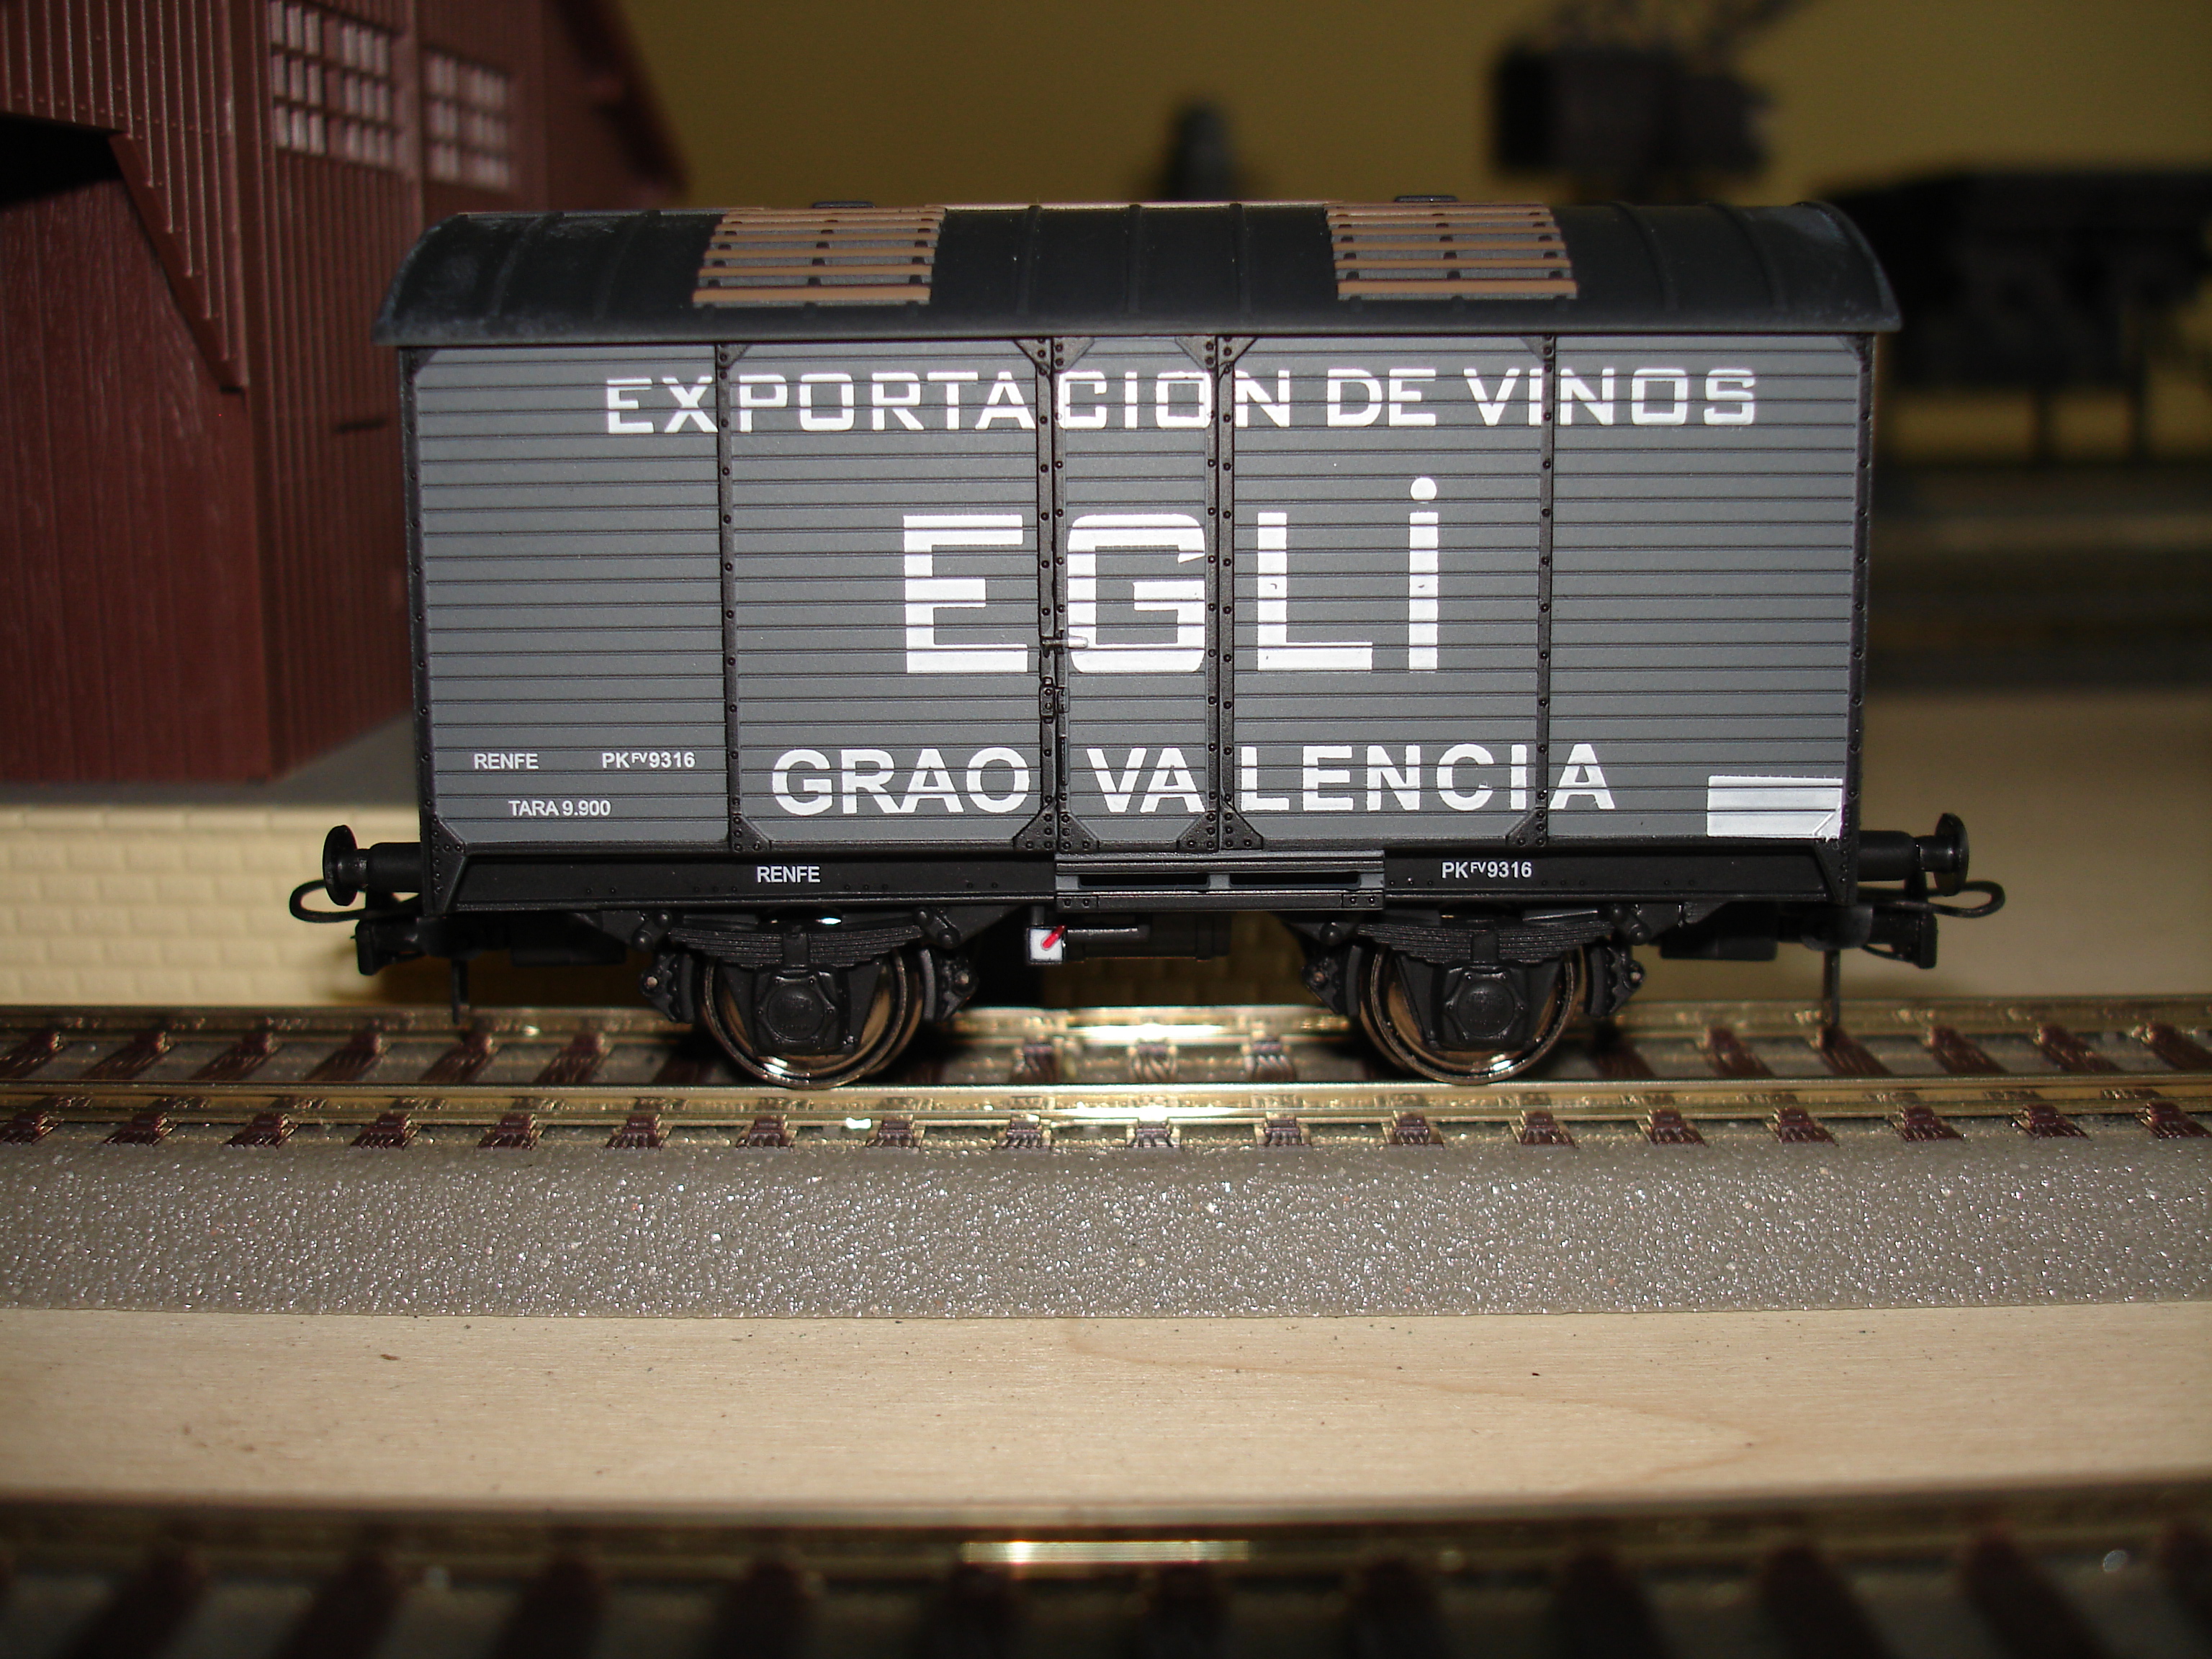 EXPORTACION DE VINOS
EGLi
RENFE PKFV9316
GRAO VALENCIA
TARA 9.900
RENFE PKFV9316